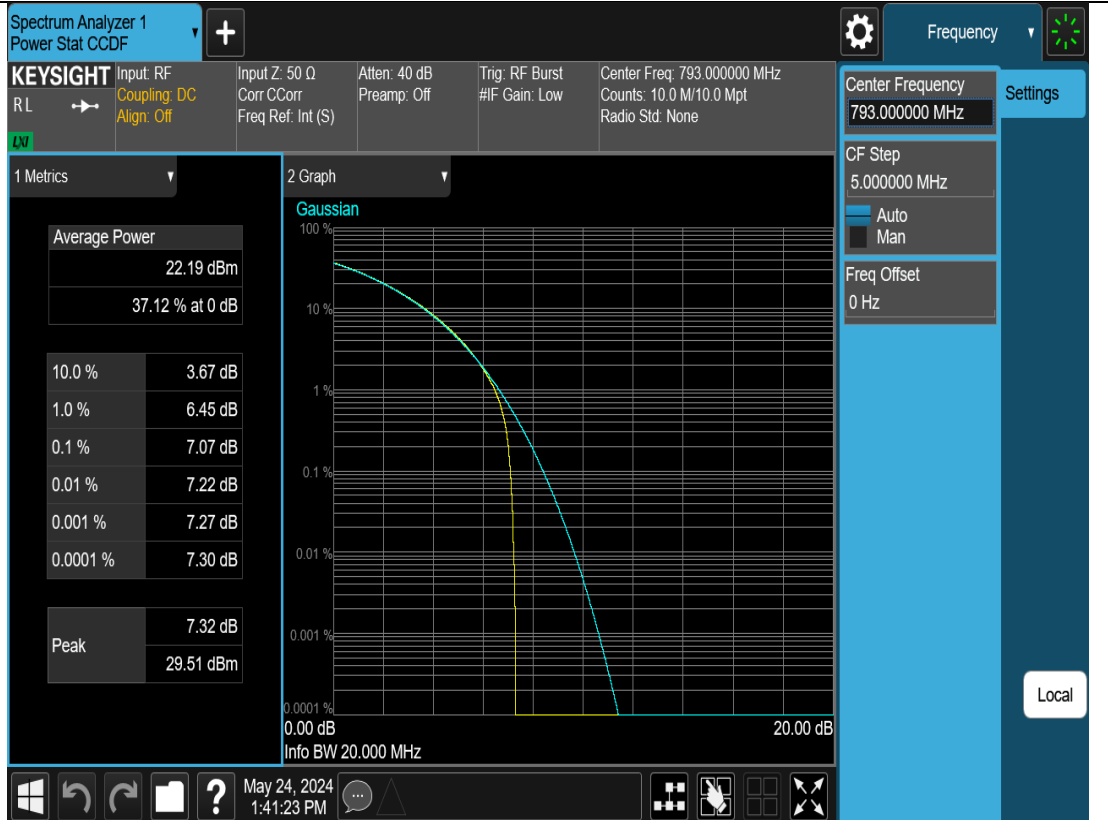 Spectrum Analyzer 1
Power Stat CCDF
+
Frequency
KEYSIGHT
RL
LXI
Input: RF
Coupling: DC
Align: Off
Input Z: 50 Ω
Corr CCorr
Freq Ref: Int (S)
Atten: 40 dB
Preamp: Off
Trig: RF Burst
#IF Gain: Low
Center Freq: 793.000000 MHz
Counts: 10.0 M/10.0 Mpt
Radio Std: None
Center Frequency
793.000000 MHz
Settings
CF Step
5.000000 MHz
Auto
Man
Freq Offset
0 Hz
1 Metrics
Average Power
22.19 dBm
37.12 % at 0 dB
10.0 % 3.67 dB
1.0 % 6.45 dB
0.1 % 7.07 dB
0.01 % 7.22 dB
0.001 % 7.27 dB
0.0001 % 7.30 dB
Peak
7.32 dB
29.51 dBm
2 Graph
Gaussian
100 %
10 %
1 %
0.1 %
0.01 %
0.001 %
0.0001 %
0.00 dB 20.00 dB
Info BW 20.000 MHz
Local
?
May 24, 2024
1:41:23 PM